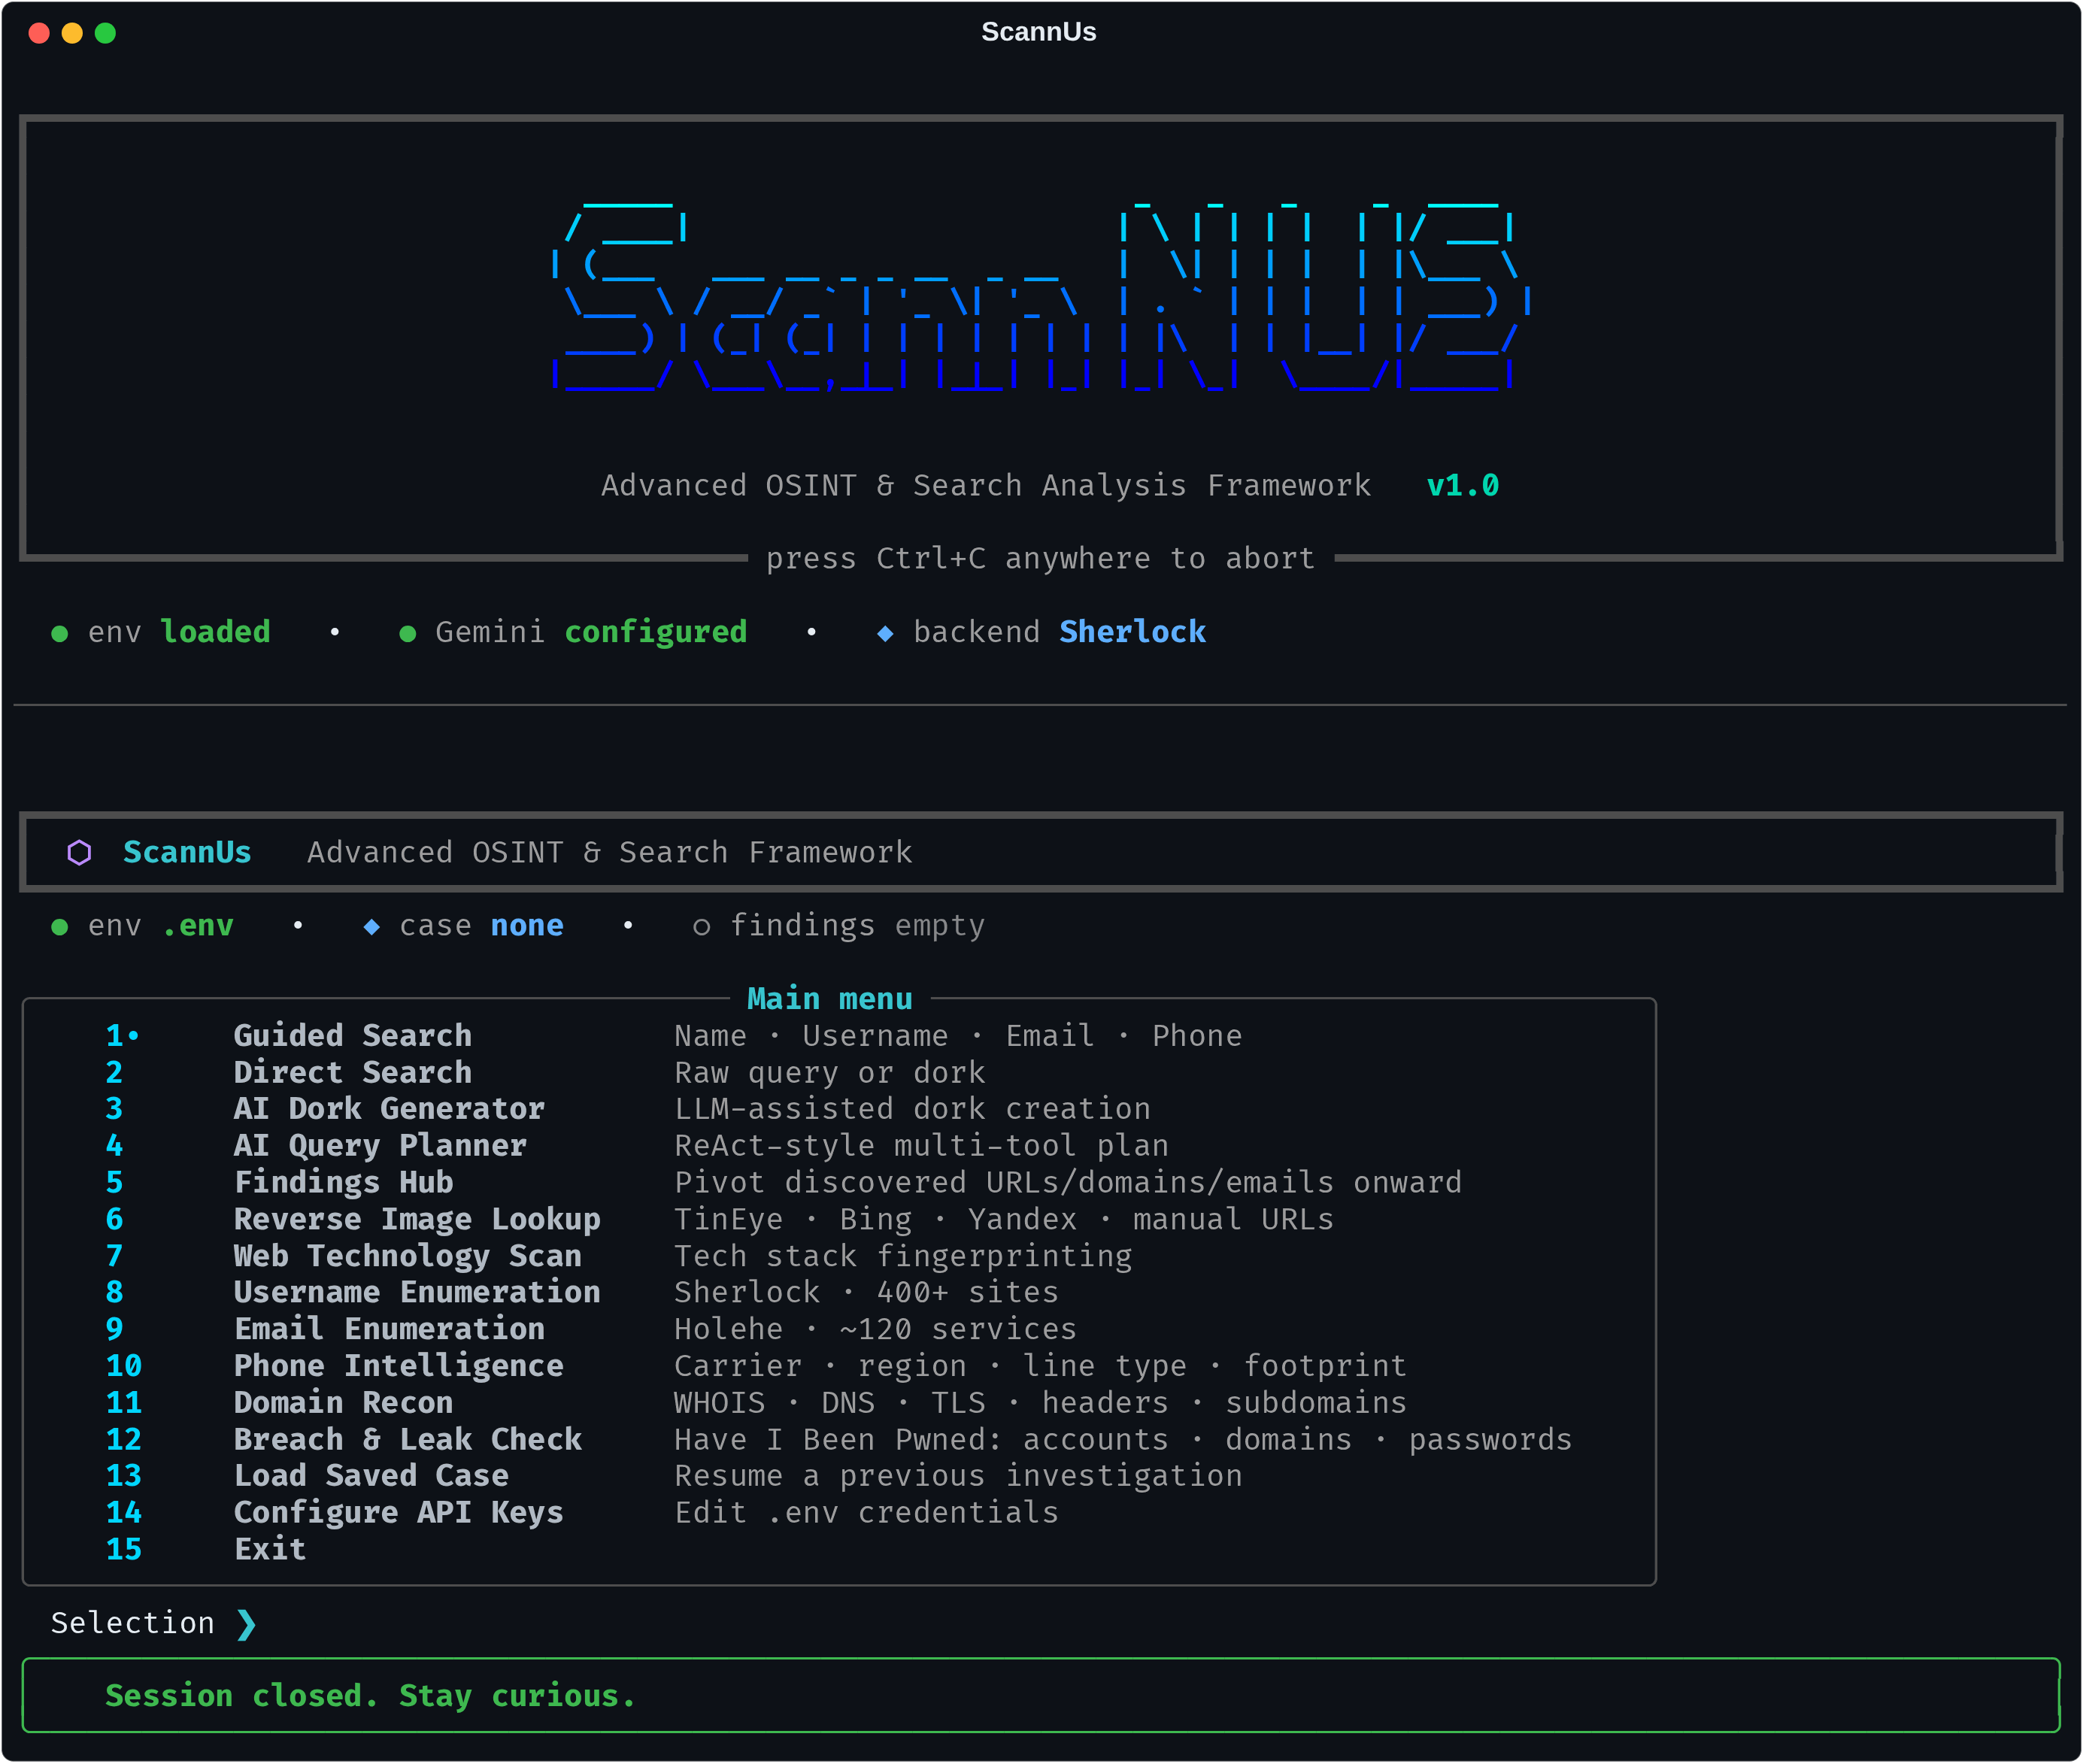 ScannUs
ScanNUS
Advanced OSINT & Search Analysis Framework v1.0
press Ctrl+C anywhere to abort
● env loaded • ● Gemini configured • ◆ backend Sherlock
⬡ ScannUs Advanced OSINT & Search Framework
● env .env • ◆ case none • ○ findings empty
Main menu
1• Guided Search Name · Username · Email · Phone
2 Direct Search Raw query or dork
3 AI Dork Generator LLM-assisted dork creation
4 AI Query Planner ReAct-style multi-tool plan
5 Findings Hub Pivot discovered URLs/domains/emails onward
6 Reverse Image Lookup TinEye · Bing · Yandex · manual URLs
7 Web Technology Scan Tech stack fingerprinting
8 Username Enumeration Sherlock · 400+ sites
9 Email Enumeration Holehe · ~120 services
10 Phone Intelligence Carrier · region · line type · footprint
11 Domain Recon WHOIS · DNS · TLS · headers · subdomains
12 Breach & Leak Check Have I Been Pwned: accounts · domains · passwords
13 Load Saved Case Resume a previous investigation
14 Configure API Keys Edit .env credentials
15 Exit
Selection ❯
Session closed. Stay curious.